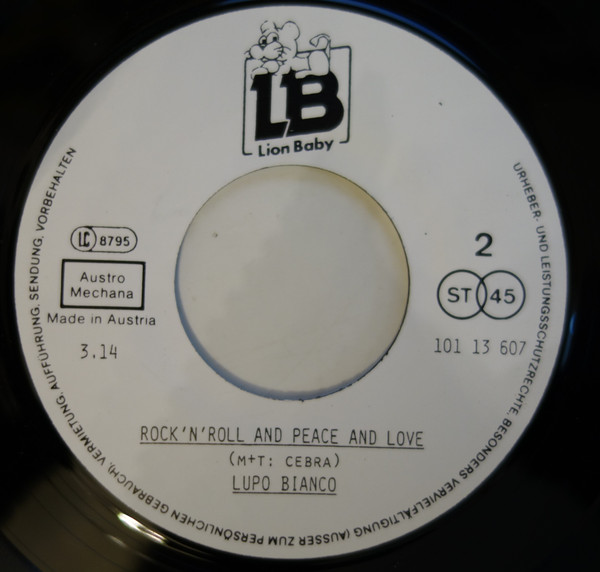 LB
Lion Baby
LC 8795
Austro
Mechana
Made in Austria
3.14
2
ST 45
101 13 607
ROCK'N'ROLL AND PEACE AND LOVE
(M+T: CEBRA)
LUPO BIANCO
URHEBER- UND LEISTUNGSSCHUTZRECHTE, BESONDERS VERVIELFÄLTIGUNG (AUSSER ZUM PERSÖNLICHEN GEBRAUCH), VERMIETUNG, AUFFÜHRUNG, SENDUNG, VORBEHALTEN